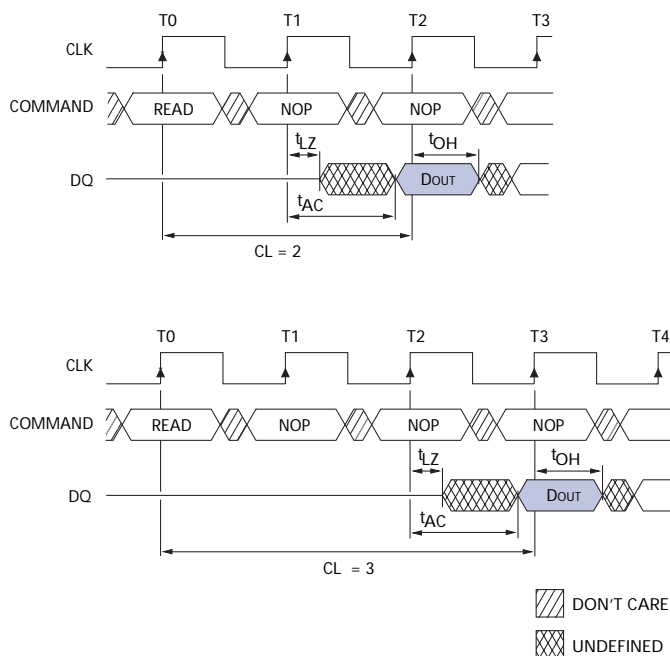 T0 T1 T2 T3
CLK
COMMAND READ NOP NOP
tLZ tOH
DQ DOUT
tAC
CL = 2
T0 T1 T2 T3 T4
CLK
COMMAND READ NOP NOP NOP
tLZ tOH
DQ DOUT
tAC
CL = 3
DON'T CARE
UNDEFINED